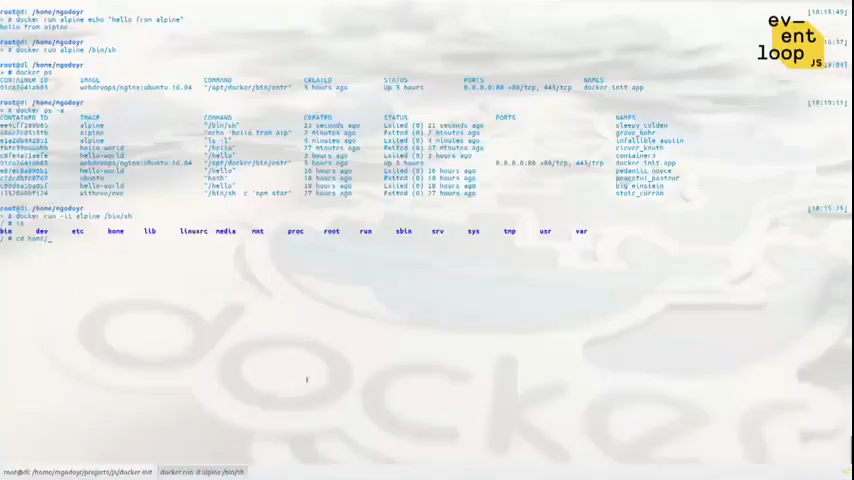 root@dl /home/mgodoyr
» # docker run alpine echo "hello from alpine"
hello from alpine
root@dl /home/mgodoyr
» # docker run alpine /bin/sh
root@dl /home/mgodoyr
» # docker ps
CONTAINER ID IMAGE COMMAND CREATED STATUS PORTS NAMES
webdevops/nginx:ubuntu-16.04 "/opt/docker/bin/entr" 3 hours ago Up 3 hours 0.0.0.0:80->80/tcp, 443/tcp docker init app
root@dl /home/mgodoyr
» # docker ps -a
CONTAINER ID IMAGE COMMAND CREATED STATUS PORTS NAMES
alpine "/bin/sh" 23 seconds ago Exited (0) 21 seconds ago sleepy_golden
alpine "echo 'hello from alp" 2 minutes ago Exited (0) 2 minutes ago grave_bohr
alpine "ls -l" 4 minutes ago Exited (0) 4 minutes ago infallible_austin
hello-world "/hello" 27 minutes ago Exited (0) 27 minutes ago clever_knuth
hello-world "/hello" 3 hours ago Exited (0) 3 hours ago container3
webdevops/nginx:ubuntu-16.04 "/opt/docker/bin/entr" 3 hours ago Up 3 hours 0.0.0.0:80->80/tcp, 443/tcp docker init app
hello-world "/hello" 16 hours ago Exited (0) 16 hours ago pedantic_noyce
ubuntu "bash" 18 hours ago Exited (0) 18 hours ago peaceful_pasteur
hello-world "/hello" 18 hours ago Exited (0) 18 hours ago big_einstein
"/bin/sh -c 'npm star" 27 hours ago Exited (0) 27 hours ago stoic_curran
root@dl /home/mgodoyr
» # docker run -it alpine /bin/sh
/ # ls
bin dev etc home lib linuxrc media mnt proc root run sbin srv sys tmp usr var
/ # cd home/_
ev
ent
loop
JS
docker
root@dl: /home/mgodoyr/projects/js/docker init
docker run -it alpine /bin/sh